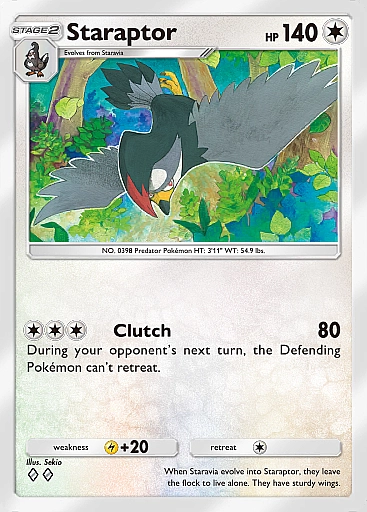 STAGE 2 Staraptor HP 140
Evolves from Staravia
NO. 0398 Predator Pokémon HT: 3'11" WT: 54.9 lbs.
Clutch 80
During your opponent's next turn, the Defending
Pokémon can't retreat.
weakness +20 retreat
Illus. Sekio
When Staravia evolve into Staraptor, they leave
the flock to live alone. They have sturdy wings.